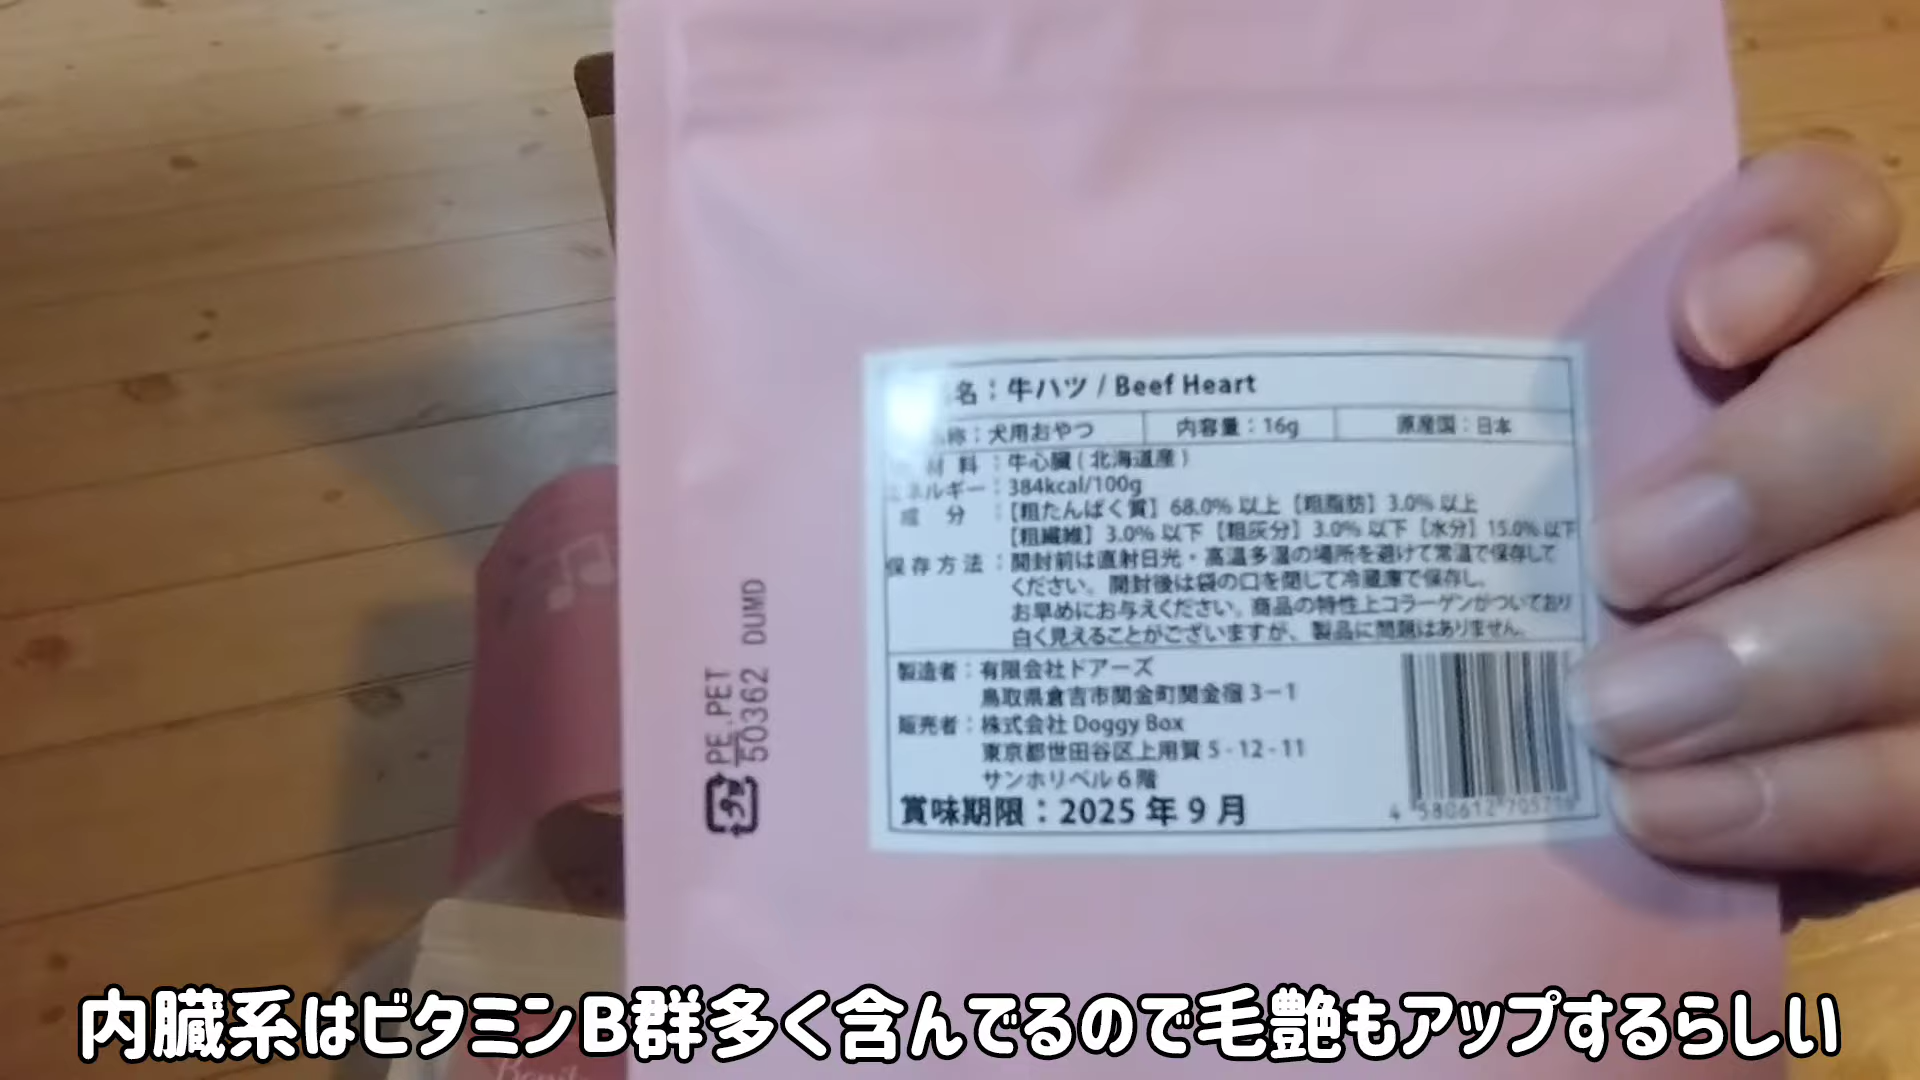 名：牛ハツ / Beef Heart
称：犬用おやつ 内容量：16g 原産国：日本
材料：牛心臓(北海道産)
エネルギー：384kcal/100g
成分：【粗たんぱく質】68.0%以上【粗脂肪】3.0%以上
【粗繊維】3.0%以下【粗灰分】3.0%以下【水分】15.0%以下
保存方法：開封前は直射日光・高温多湿の場所を避けて常温で保存して
ください。開封後は袋の口を閉じて冷蔵庫で保存し、
お早めにお与えください。商品の特性上コラーゲンがついており
白く見えることがございますが、製品に問題はありません。
製造者：有限会社ドアーズ
鳥取県倉吉市関金町関金宿3-1
販売者：株式会社 Doggy Box
東京都世田谷区上用賀5-12-11
サンホリベル6階
賞味期限：2025年9月
PE.PET
50362 DUMD
プラ
内臓系はビタミンB群多く含んでるので毛艶もアップするらしい